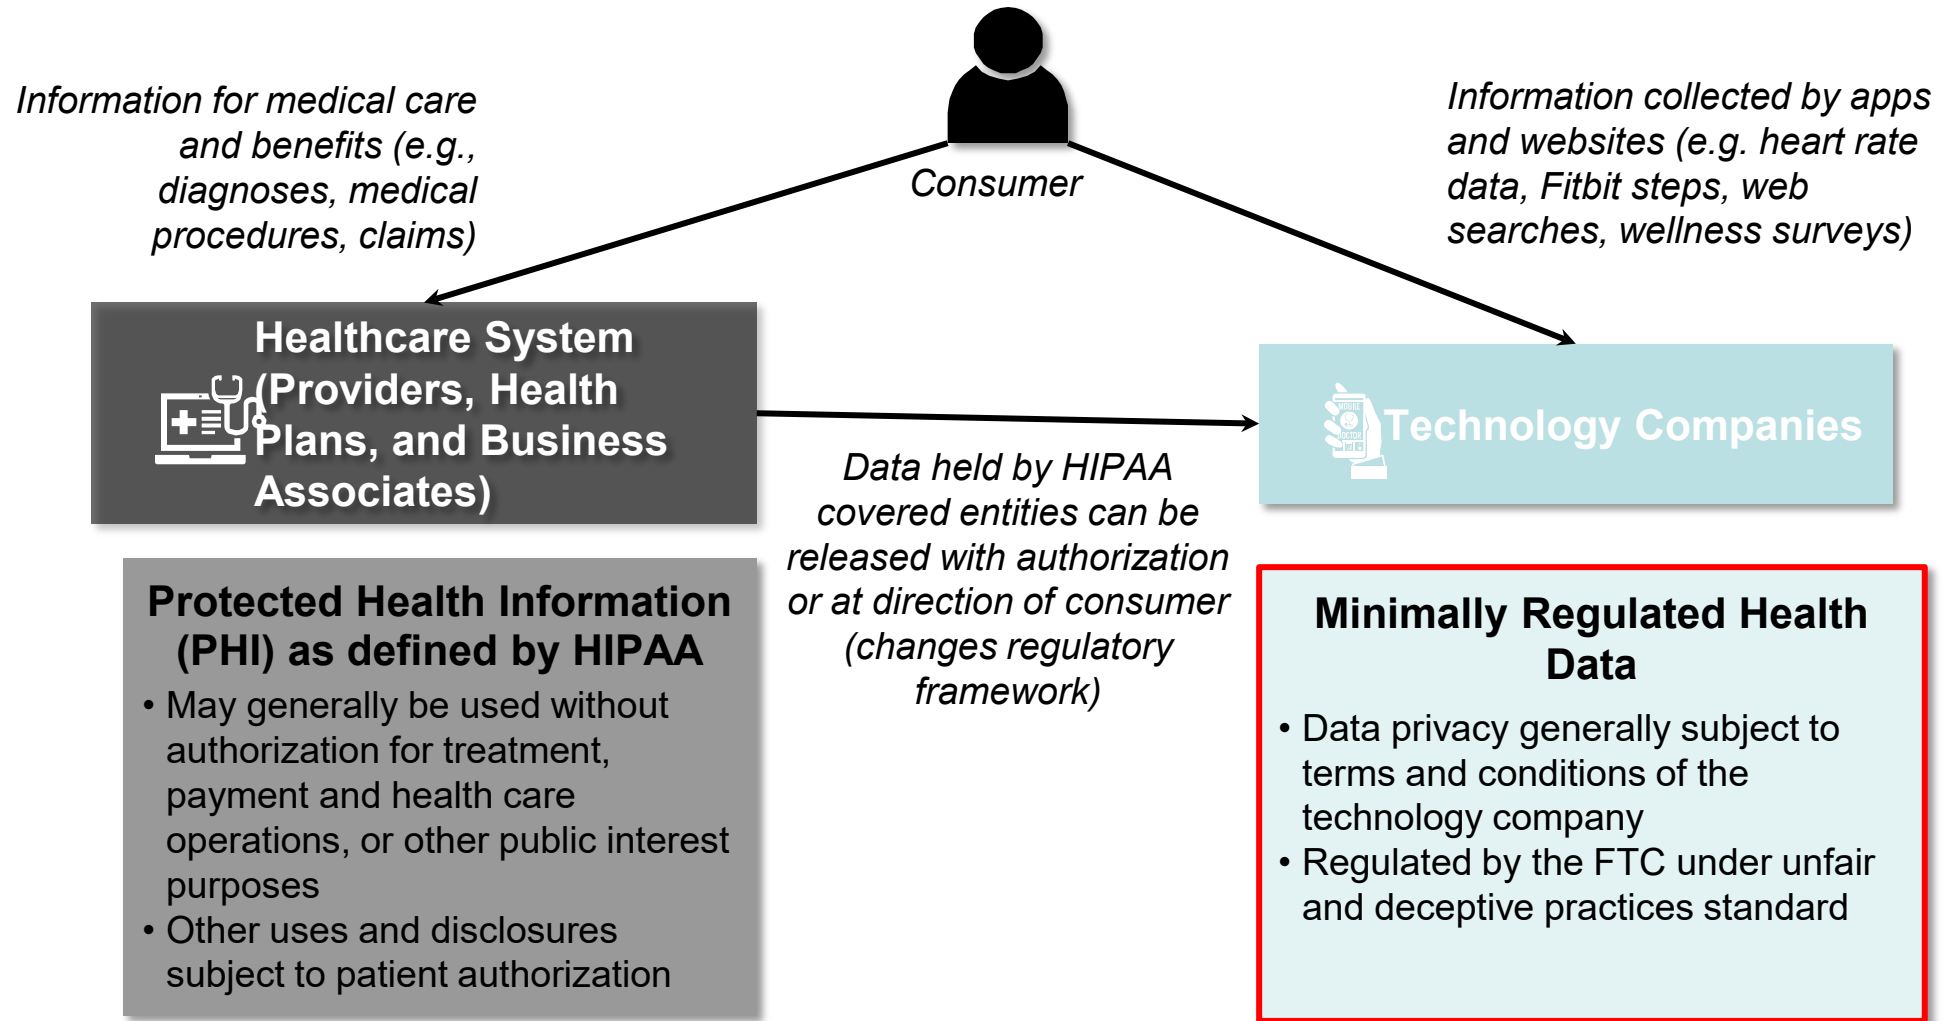 Information for medical care
and benefits (e.g.,
diagnoses, medical
procedures, claims)
Consumer
Information collected by apps
and websites (e.g. heart rate
data, Fitbit steps, web
searches, wellness surveys)
Healthcare System
(Providers, Health
Plans, and Business
Associates)
Technology Companies
Data held by HIPAA
covered entities can be
released with authorization
or at direction of consumer
(changes regulatory
framework)
Protected Health Information
(PHI) as defined by HIPAA
• May generally be used without
authorization for treatment,
payment and health care
operations, or other public interest
purposes
• Other uses and disclosures
subject to patient authorization
Minimally Regulated Health
Data
• Data privacy generally subject to
terms and conditions of the
technology company
• Regulated by the FTC under unfair
and deceptive practices standard